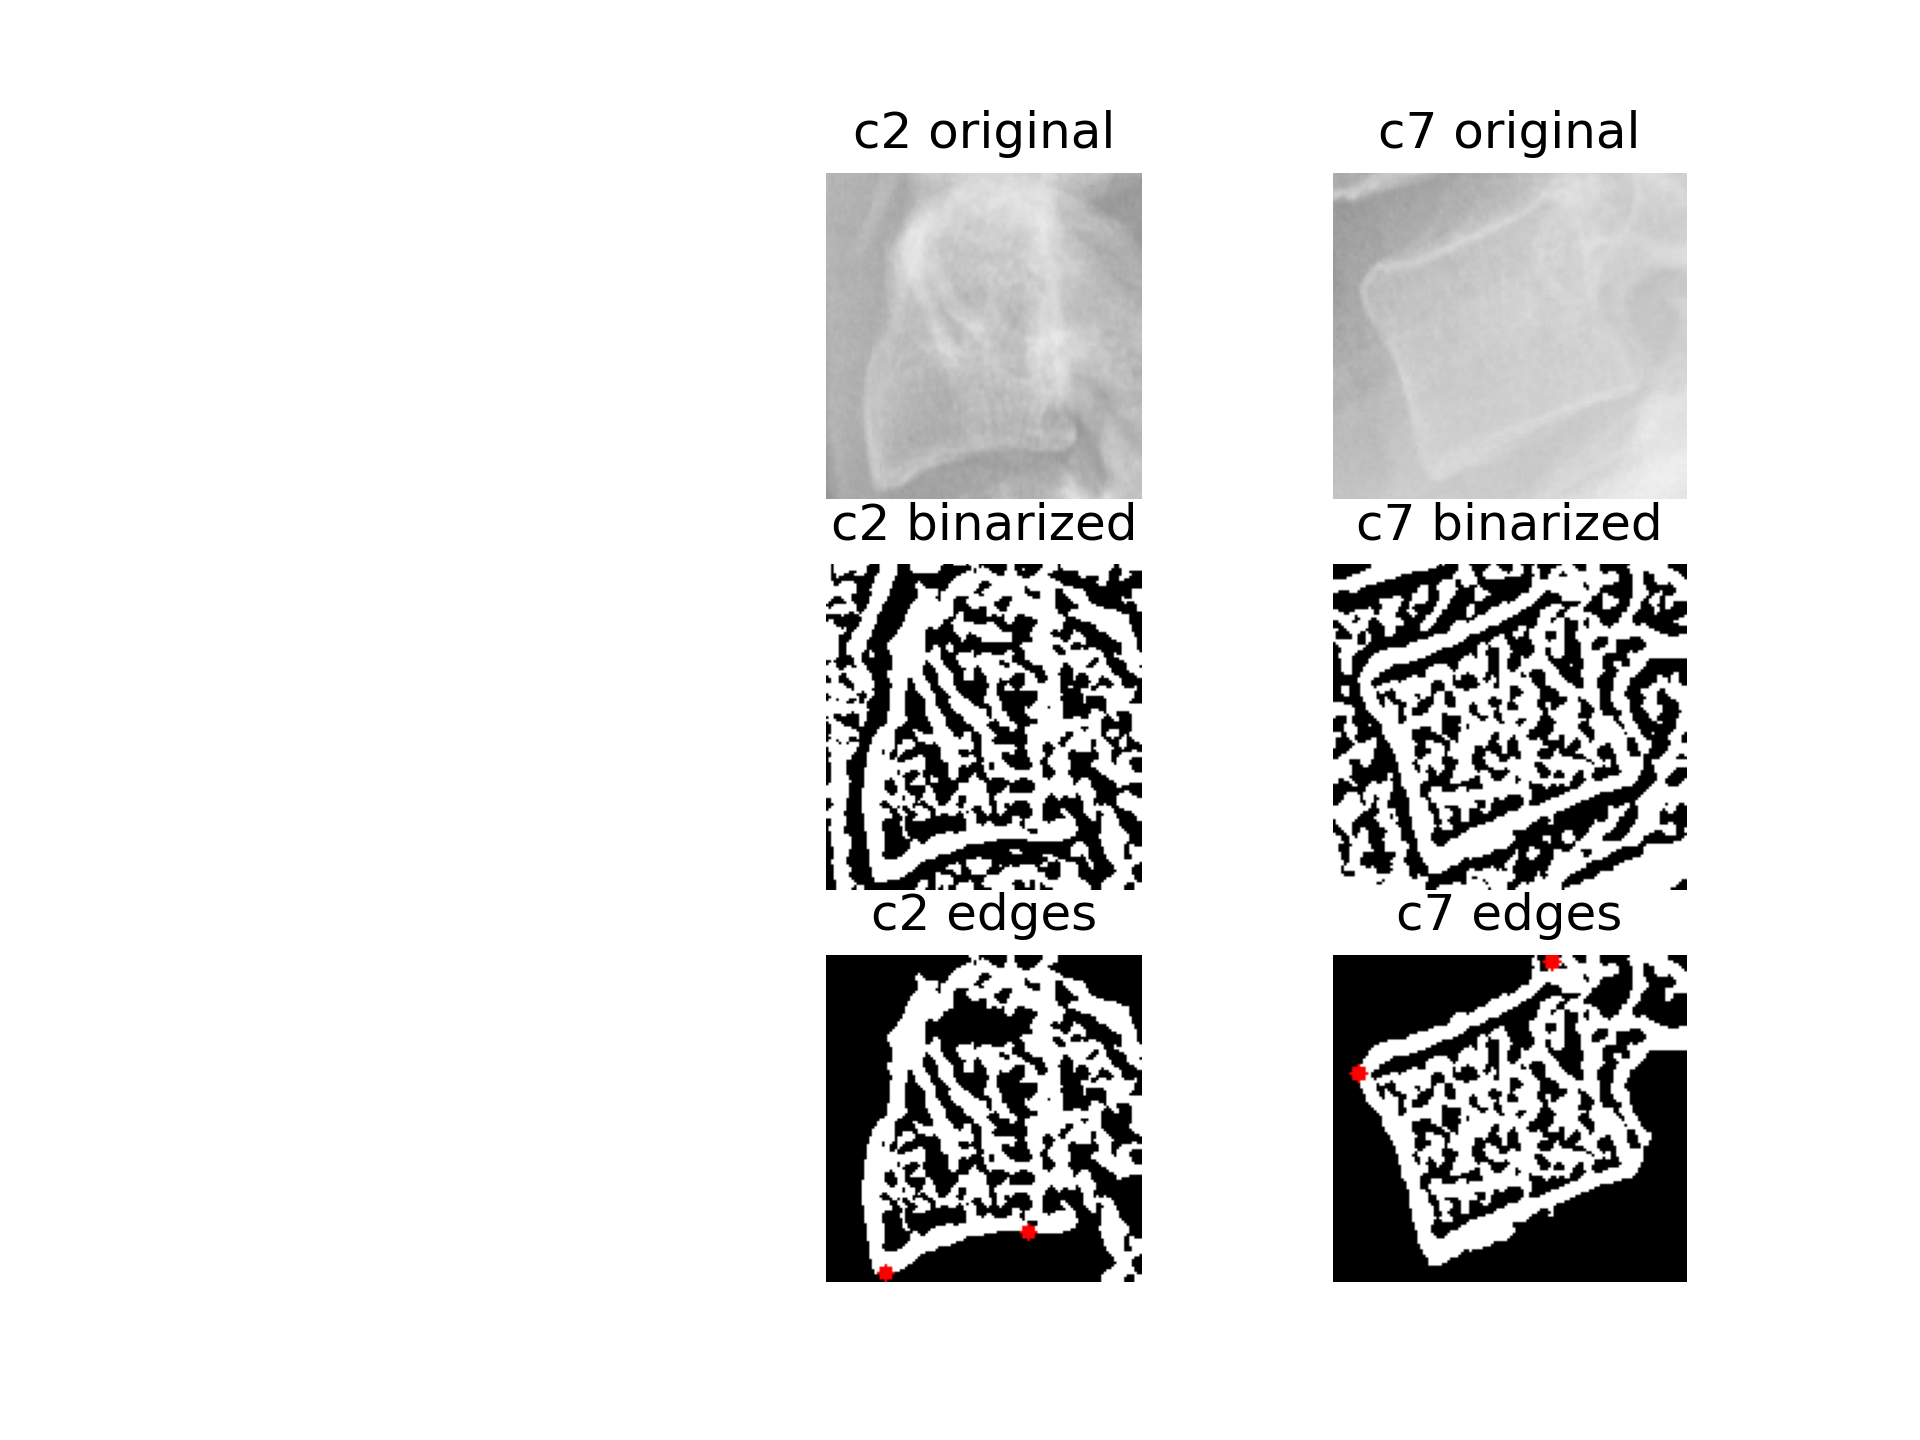 c2 original
c7 original
c2 binarized
c7 binarized
c2 edges
c7 edges